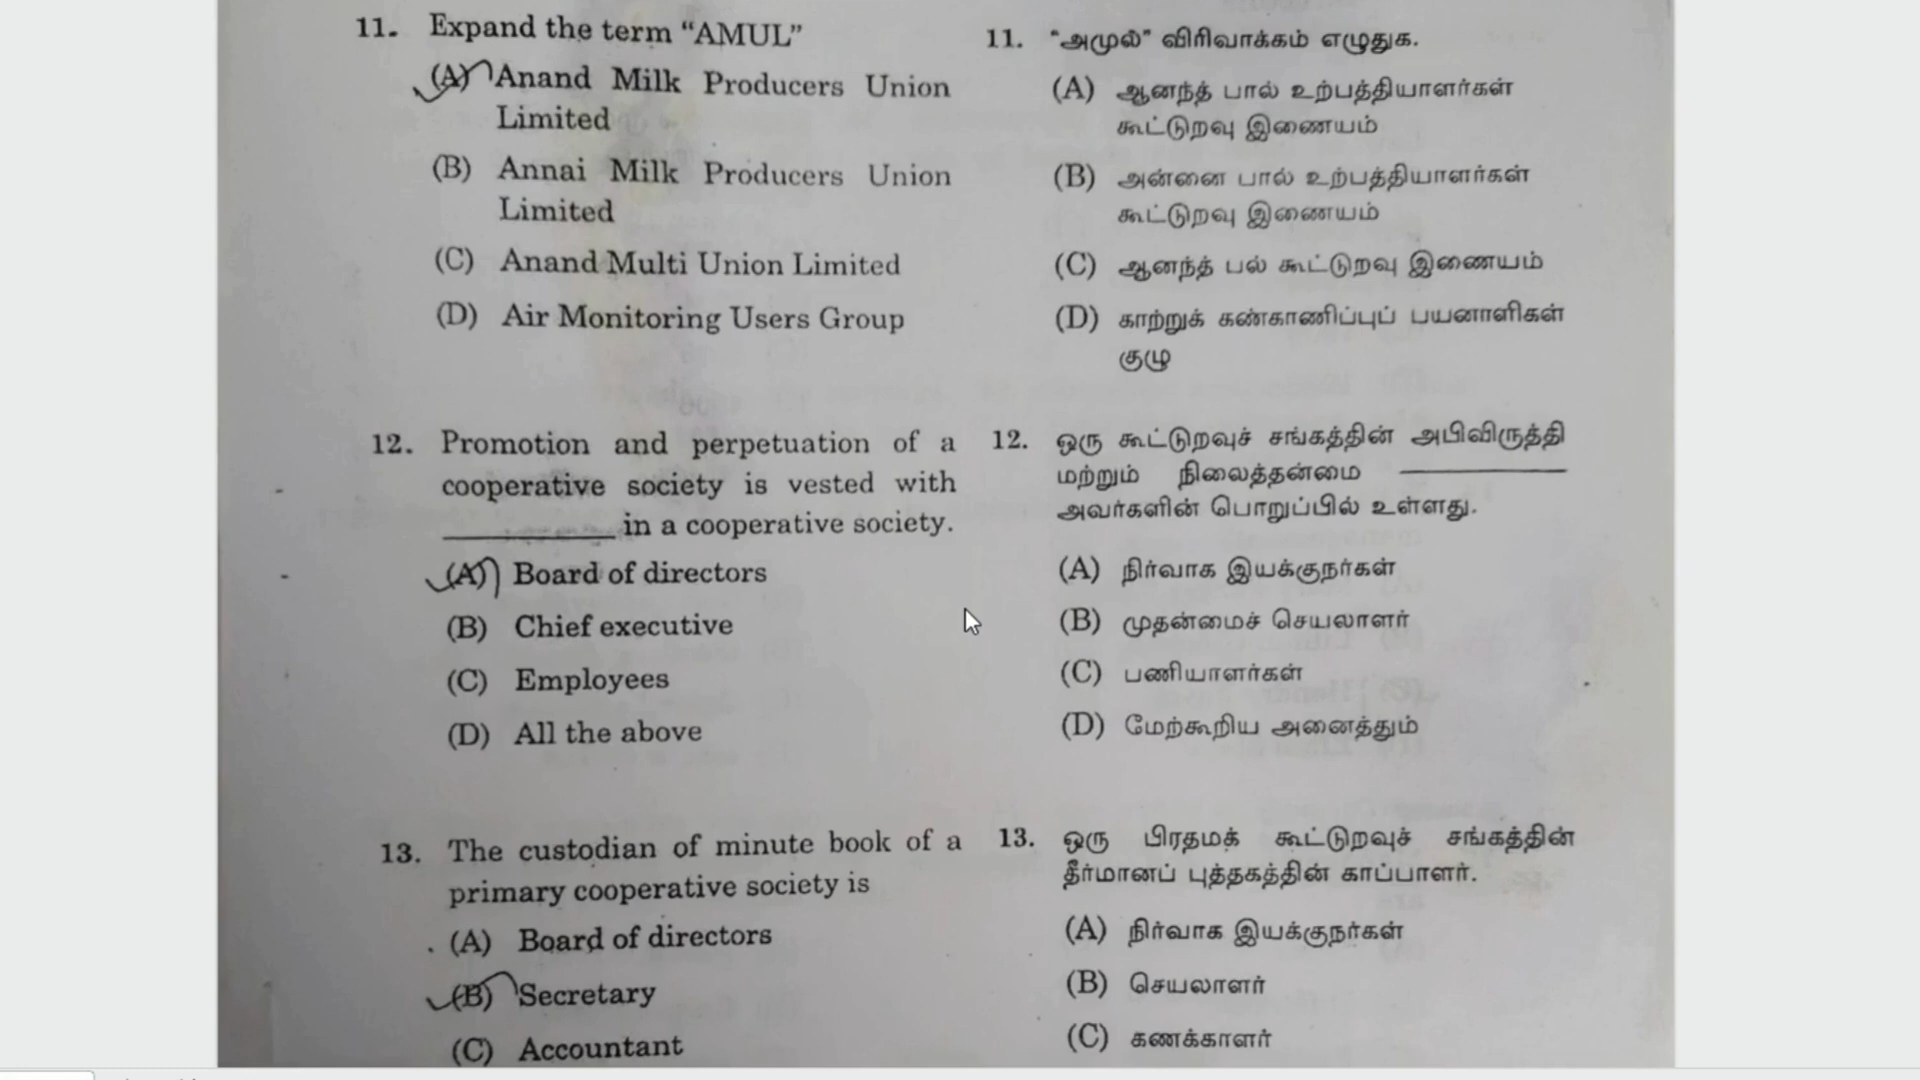 11. Expand the term “AMUL”
(A) Anand Milk Producers Union
Limited
(B) Annai Milk Producers Union
Limited
(C) Anand Multi Union Limited
(D) Air Monitoring Users Group
12. Promotion and perpetuation of a
cooperative society is vested with
__________ in a cooperative society.
(A) Board of directors
(B) Chief executive
(C) Employees
(D) All the above
13. The custodian of minute book of a
primary cooperative society is
(A) Board of directors
(B) Secretary
(C) Accountant
11. “அமுல்” விரிவாக்கம் எழுதுக.
(A) ஆனந்த் பால் உற்பத்தியாளர்கள்
கூட்டுறவு இணையம்
(B) அன்னை பால் உற்பத்தியாளர்கள்
கூட்டுறவு இணையம்
(C) ஆனந்த் பல் கூட்டுறவு இணையம்
(D) காற்றுக் கண்காணிப்புப் பயனாளிகள்
குழு
12. ஒரு கூட்டுறவுச் சங்கத்தின் அபிவிருத்தி
மற்றும் நிலைத்தன்மை __________
அவர்களின் பொறுப்பில் உள்ளது.
(A) நிர்வாக இயக்குநர்கள்
(B) முதன்மைச் செயலாளர்
(C) பணியாளர்கள்
(D) மேற்கூறிய அனைத்தும்
13. ஒரு பிரதமக் கூட்டுறவுச் சங்கத்தின்
தீர்மானப் புத்தகத்தின் காப்பாளர்.
(A) நிர்வாக இயக்குநர்கள்
(B) செயலாளர்
(C) கணக்காளர்